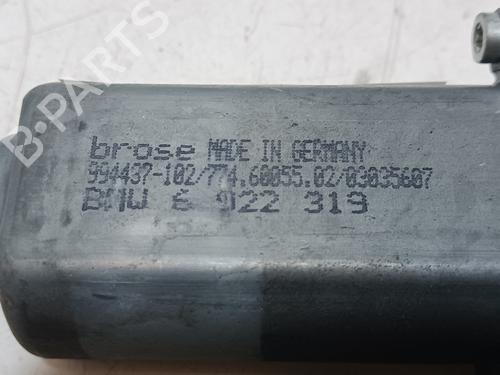 B-PARTS
brose MADE IN GERMANY
994437-102/774.60055.02/03035607
BMW 6 922 319